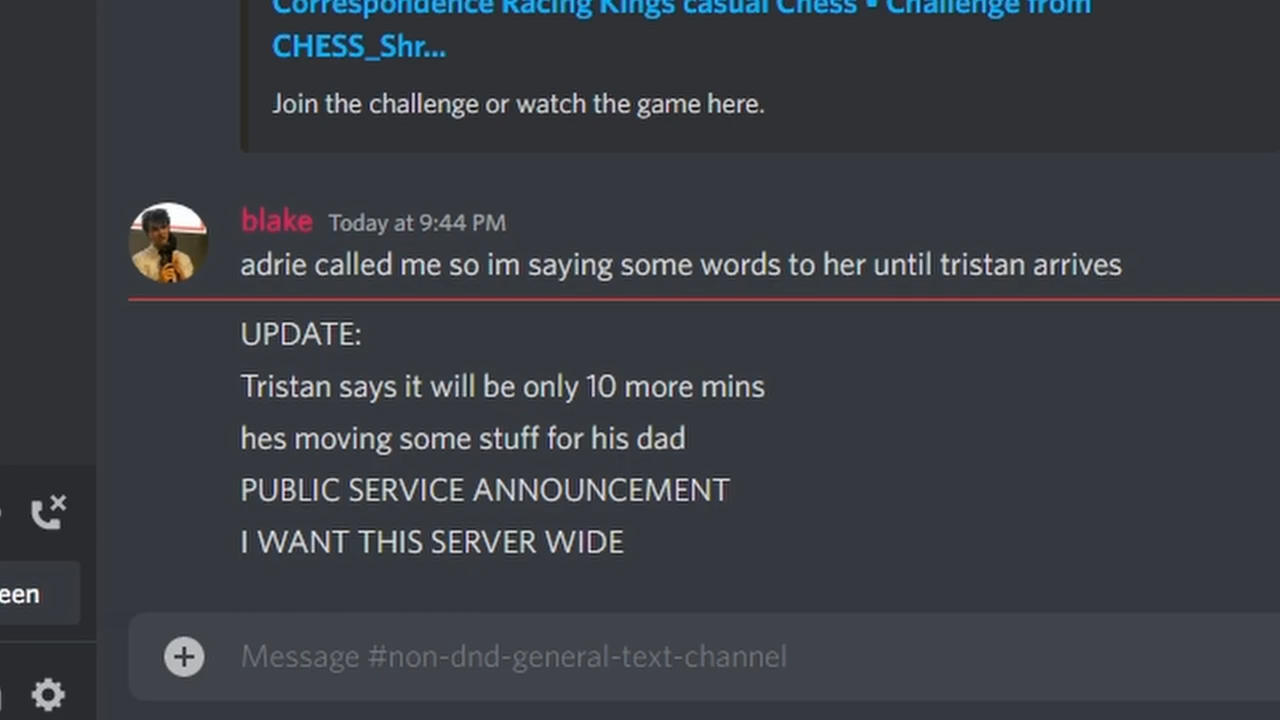 Correspondence Racing Kings casual Chess • Challenge from
CHESS_Shr...
Join the challenge or watch the game here.
blake Today at 9:44 PM
adrie called me so im saying some words to her until tristan arrives
UPDATE:
Tristan says it will be only 10 more mins
hes moving some stuff for his dad
PUBLIC SERVICE ANNOUNCEMENT
I WANT THIS SERVER WIDE
een
Message #non-dnd-general-text-channel